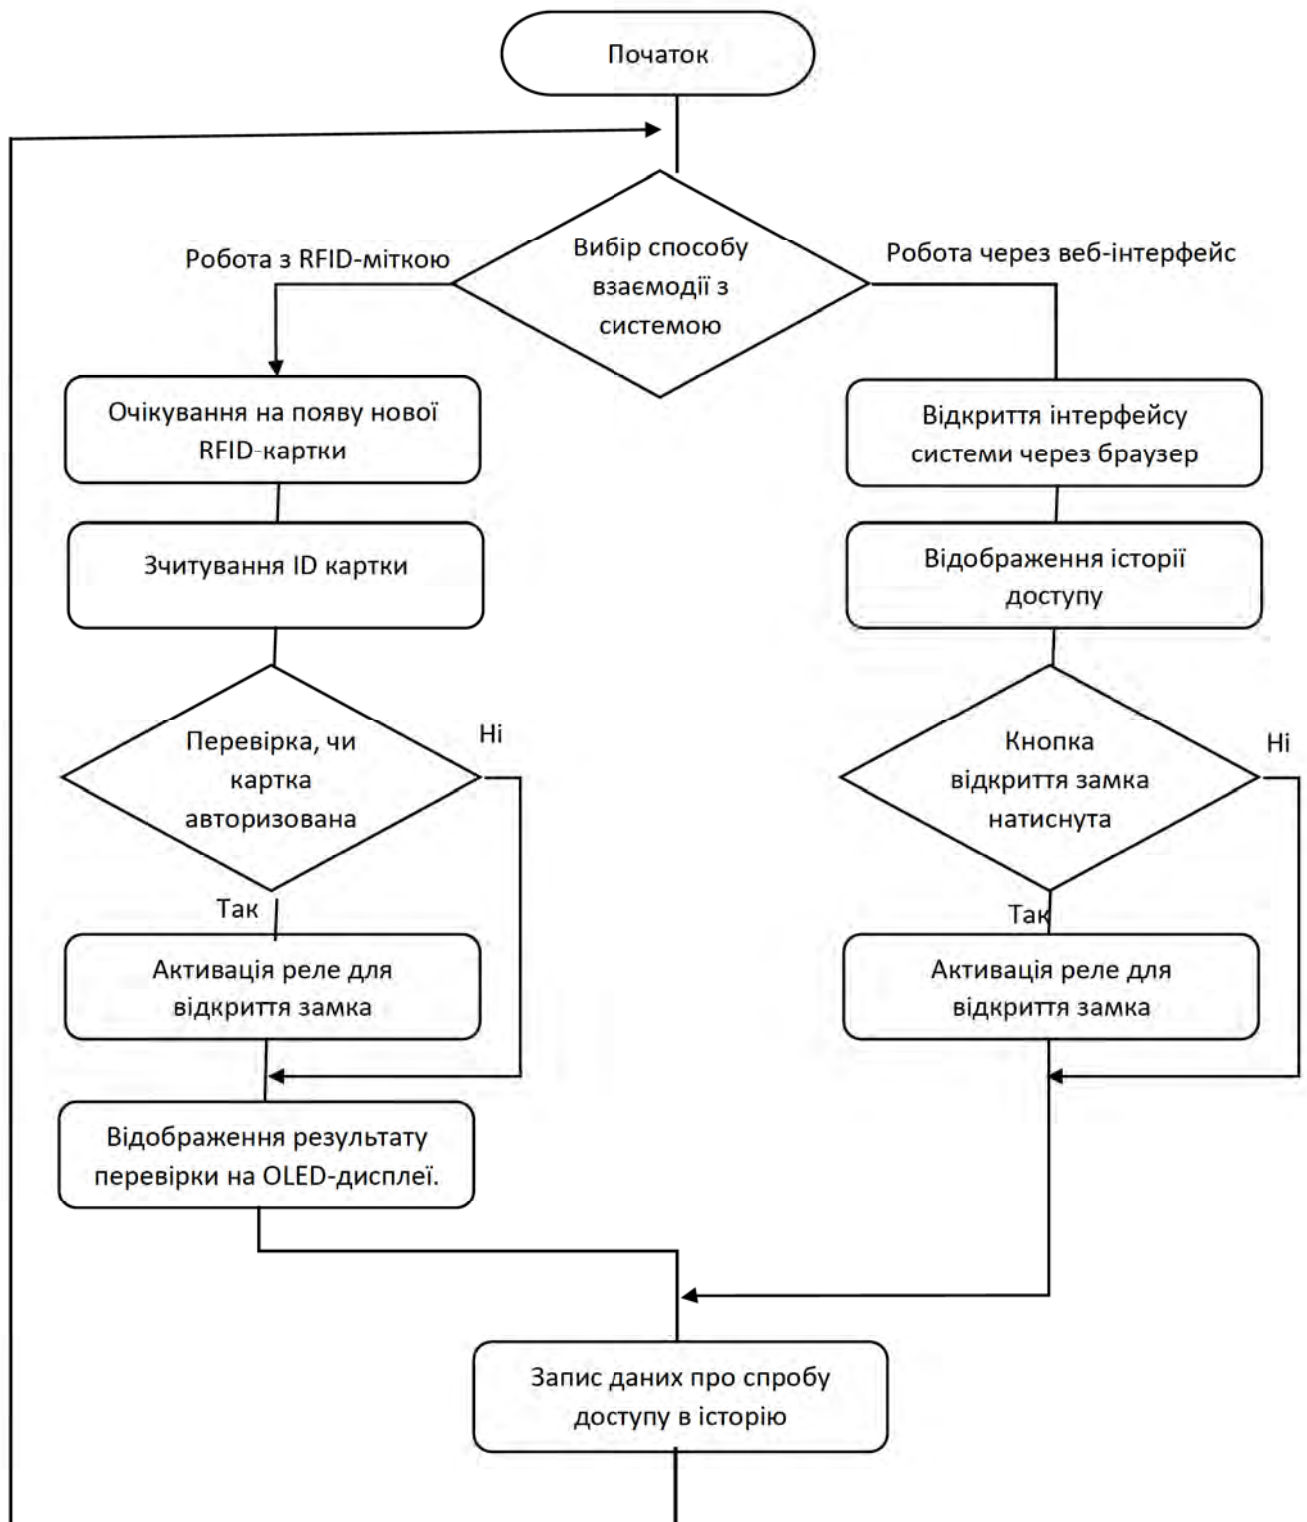 Початок
Вибір способу
взаємодії з
системою
Робота з RFID-міткою
Робота через веб-інтерфейс
Очікування на появу нової
RFID-картки
Зчитування ID картки
Перевірка, чи
картка
авторизована
Ні
Так
Активація реле для
відкриття замка
Відображення результату
перевірки на OLED-дисплеї.
Відкриття інтерфейсу
системи через браузер
Відображення історії
доступу
Кнопка
відкриття замка
натиснута
Ні
Так
Активація реле для
відкриття замка
Запис даних про спробу
доступу в історію